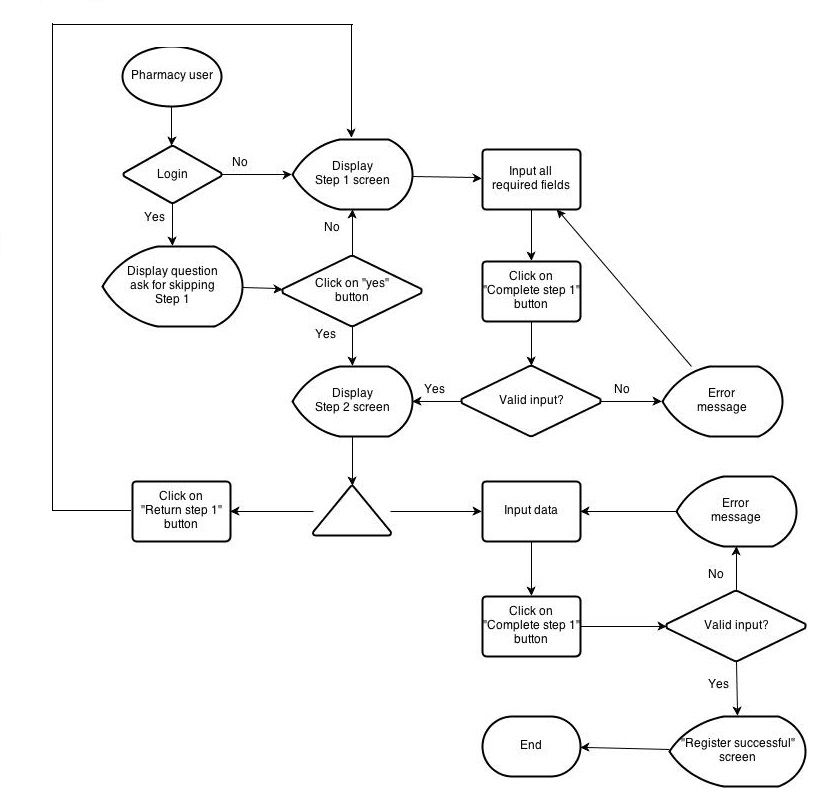 Pharmacy user
Login
No
Display
Step 1 screen
Input all
required fields
Yes
No
Display question
ask for skipping
Step 1
Click on "yes"
button
Click on
"Complete step 1"
button
Yes
Display
Step 2 screen
Yes
Valid input?
No
Error
message
Click on
"Return step 1"
button
Input data
Error
message
No
Click on
"Complete step 1"
button
Valid input?
Yes
End
"Register successful"
screen